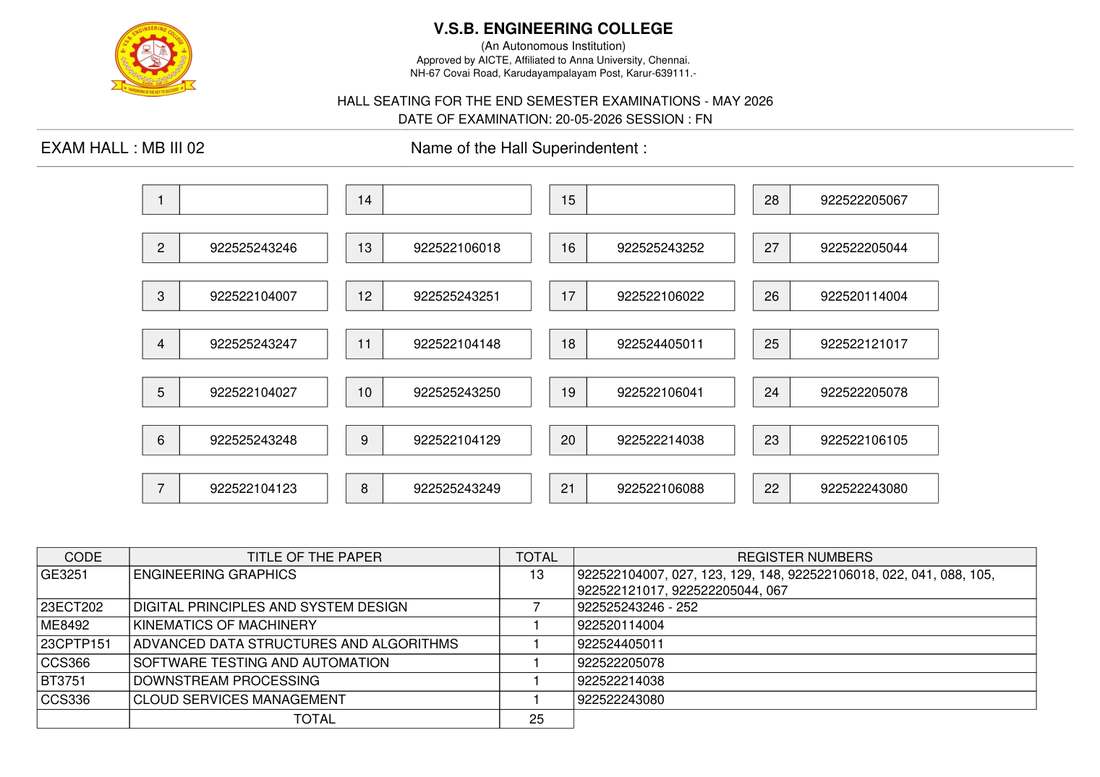 V.S.B. ENGINEERING COLLEGE
(An Autonomous Institution)
Approved by AICTE, Affiliated to Anna University, Chennai.
NH-67 Covai Road, Karudayampalayam Post, Karur-639111.-
HALL SEATING FOR THE END SEMESTER EXAMINATIONS - MAY 2026
DATE OF EXAMINATION: 20-05-2026 SESSION : FN
EXAM HALL : MB III 02 Name of the Hall Superindentent :
1 14 15 28 922522205067
2 922525243246 13 922522106018 16 922525243252 27 922522205044
3 922522104007 12 922525243251 17 922522106022 26 922520114004
4 922525243247 11 922522104148 18 922524405011 25 922522121017
5 922522104027 10 922525243250 19 922522106041 24 922522205078
6 922525243248 9 922522104129 20 922522214038 23 922522106105
7 922522104123 8 922525243249 21 922522106088 22 922522243080
CODE TITLE OF THE PAPER TOTAL REGISTER NUMBERS
GE3251 ENGINEERING GRAPHICS 13 922522104007, 027, 123, 129, 148, 922522106018, 022, 041, 088, 105,
922522121017, 922522205044, 067
23ECT202 DIGITAL PRINCIPLES AND SYSTEM DESIGN 7 922525243246 - 252
ME8492 KINEMATICS OF MACHINERY 1 922520114004
23CPTP151 ADVANCED DATA STRUCTURES AND ALGORITHMS 1 922524405011
CCS366 SOFTWARE TESTING AND AUTOMATION 1 922522205078
BT3751 DOWNSTREAM PROCESSING 1 922522214038
CCS336 CLOUD SERVICES MANAGEMENT 1 922522243080
TOTAL 25